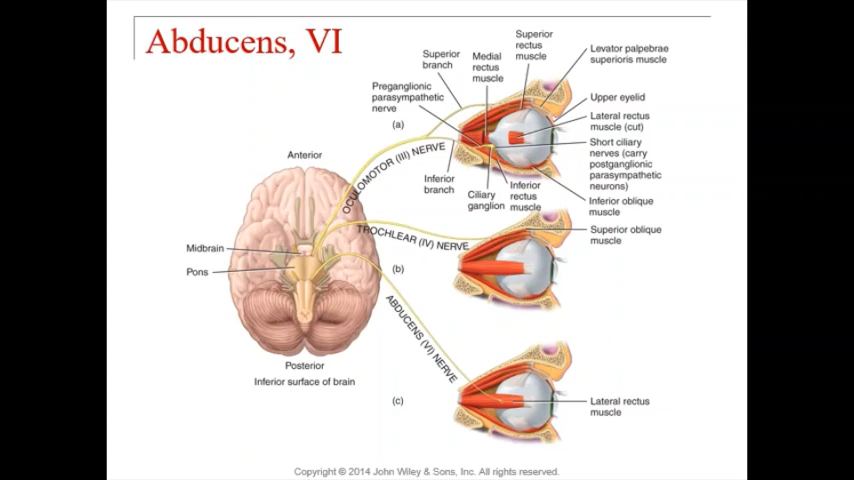 Abducens, VI
Superior
branch
Medial
rectus
muscle
Superior
rectus
muscle
Levator palpebrae
superioris muscle
Preganglionic
parasympathetic
nerve
(a)
Upper eyelid
Lateral rectus
muscle (cut)
Short ciliary
nerves (carry
postganglionic
parasympathetic
neurons)
Inferior oblique
muscle
OCULOMOTOR (III) NERVE
Inferior
branch
Ciliary
ganglion
Inferior
rectus
muscle
Anterior
Midbrain
Pons
TROCHLEAR (IV) NERVE
(b)
Superior oblique
muscle
ABDUCENS (VI) NERVE
Posterior
Inferior surface of brain
(c)
Lateral rectus
muscle
Copyright © 2014 John Wiley & Sons, Inc. All rights reserved.